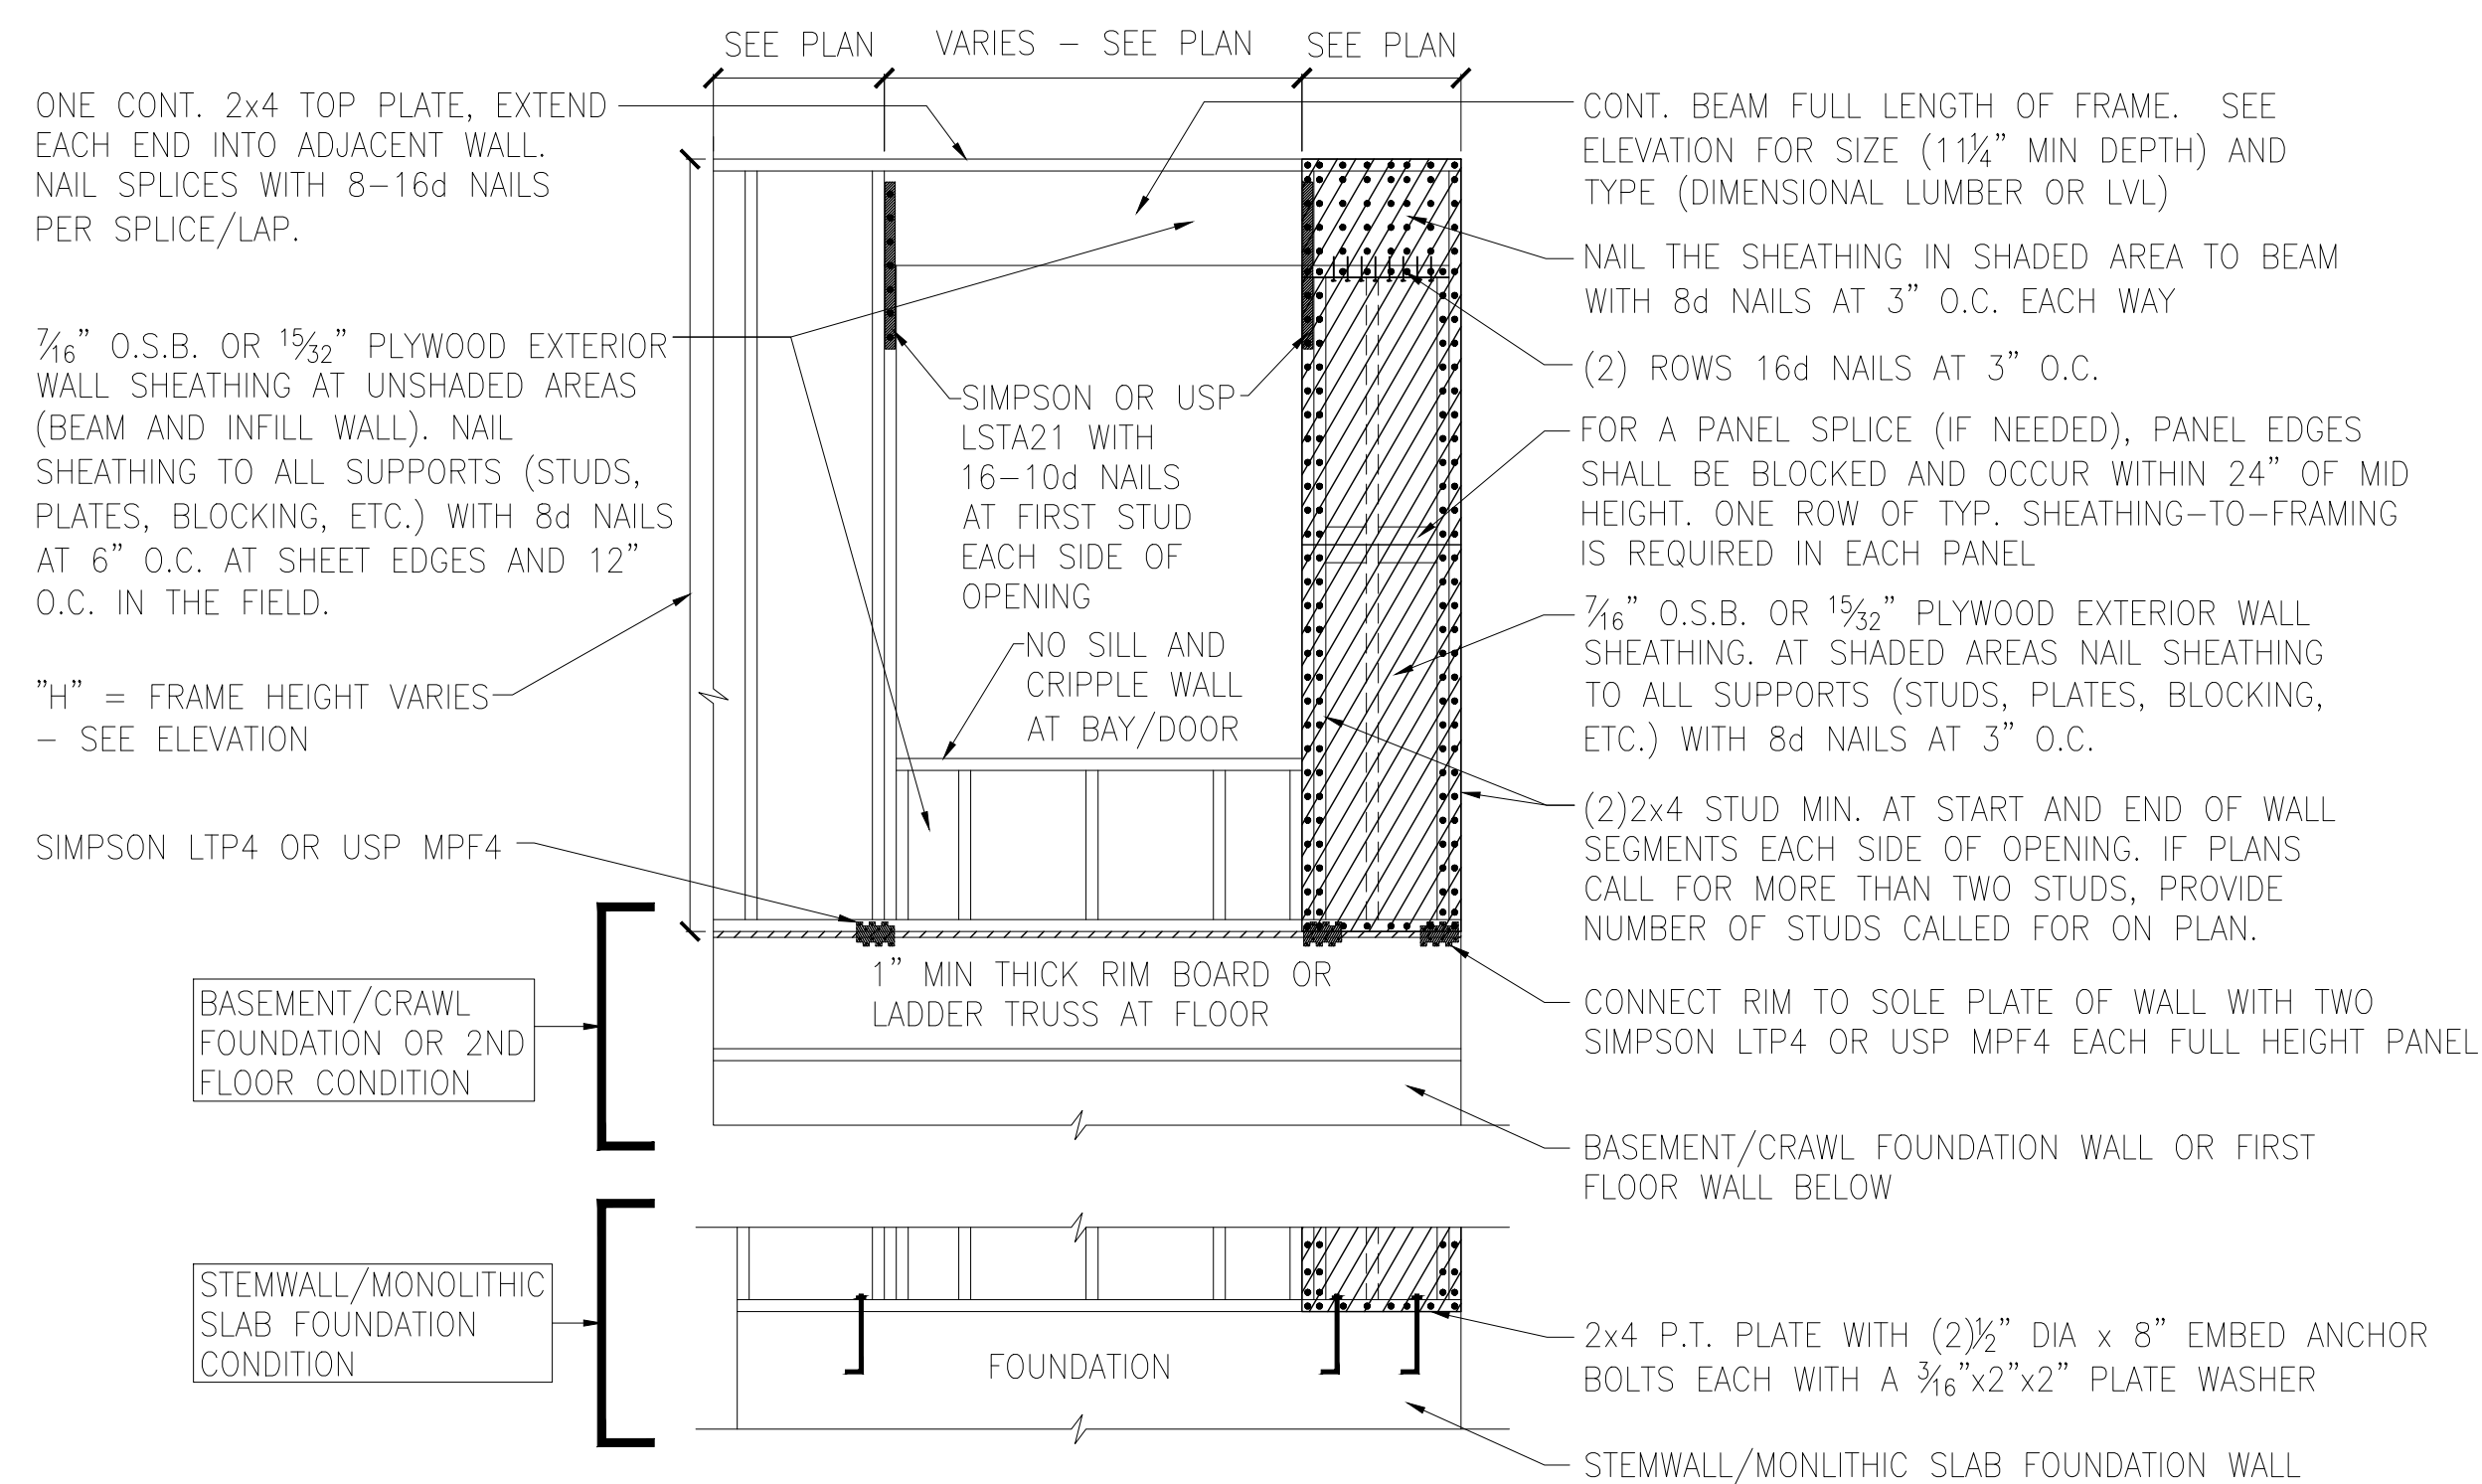 SEE PLAN
VARIES – SEE PLAN
SEE PLAN
ONE CONT. 2x4 TOP PLATE, EXTEND
EACH END INTO ADJACENT WALL.
NAIL SPLICES WITH 8–16d NAILS
PER SPLICE/LAP.
7/16" O.S.B. OR 15/32" PLYWOOD EXTERIOR
WALL SHEATHING AT UNSHADED AREAS
(BEAM AND INFILL WALL). NAIL
SHEATHING TO ALL SUPPORTS (STUDS,
PLATES, BLOCKING, ETC.) WITH 8d NAILS
AT 6" O.C. AT SHEET EDGES AND 12"
O.C. IN THE FIELD.
"H" = FRAME HEIGHT VARIES
– SEE ELEVATION
SIMPSON LTP4 OR USP MPF4
BASEMENT/CRAWL
FOUNDATION OR 2ND
FLOOR CONDITION
STEMWALL/MONOLITHIC
SLAB FOUNDATION
CONDITION
SIMPSON OR USP
LSTA21 WITH
16–10d NAILS
AT FIRST STUD
EACH SIDE OF
OPENING
NO SILL AND
CRIPPLE WALL
AT BAY/DOOR
1" MIN THICK RIM BOARD OR
LADDER TRUSS AT FLOOR
FOUNDATION
CONT. BEAM FULL LENGTH OF FRAME. SEE
ELEVATION FOR SIZE (11 1/4" MIN DEPTH) AND
TYPE (DIMENSIONAL LUMBER OR LVL)
NAIL THE SHEATHING IN SHADED AREA TO BEAM
WITH 8d NAILS AT 3" O.C. EACH WAY
(2) ROWS 16d NAILS AT 3" O.C.
FOR A PANEL SPLICE (IF NEEDED), PANEL EDGES
SHALL BE BLOCKED AND OCCUR WITHIN 24" OF MID
HEIGHT. ONE ROW OF TYP. SHEATHING–TO–FRAMING
IS REQUIRED IN EACH PANEL
7/16" O.S.B. OR 15/32" PLYWOOD EXTERIOR WALL
SHEATHING. AT SHADED AREAS NAIL SHEATHING
TO ALL SUPPORTS (STUDS, PLATES, BLOCKING,
ETC.) WITH 8d NAILS AT 3" O.C.
(2)2x4 STUD MIN. AT START AND END OF WALL
SEGMENTS EACH SIDE OF OPENING. IF PLANS
CALL FOR MORE THAN TWO STUDS, PROVIDE
NUMBER OF STUDS CALLED FOR ON PLAN.
CONNECT RIM TO SOLE PLATE OF WALL WITH TWO
SIMPSON LTP4 OR USP MPF4 EACH FULL HEIGHT PANEL
BASEMENT/CRAWL FOUNDATION WALL OR FIRST
FLOOR WALL BELOW
2x4 P.T. PLATE WITH (2)1/2" DIA x 8" EMBED ANCHOR
BOLTS EACH WITH A 3/16"x2"x2" PLATE WASHER
STEMWALL/MONLITHIC SLAB FOUNDATION WALL